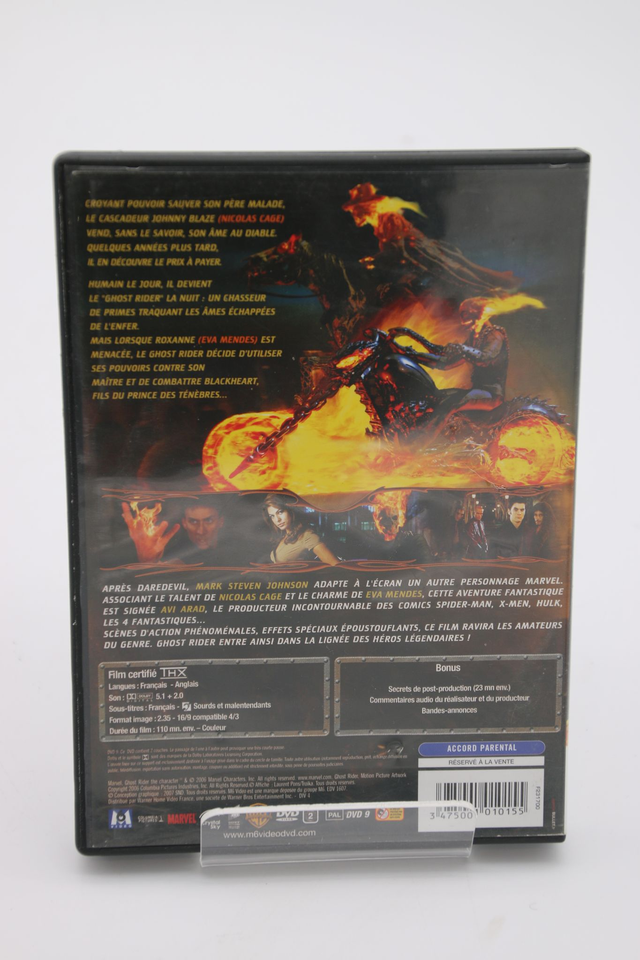 CROYANT POUVOIR SAUVER SON PÈRE MALADE,
LE CASCADEUR JOHNNY BLAZE (NICOLAS CAGE)
VEND, SANS LE SAVOIR, SON ÂME AU DIABLE.
QUELQUES ANNÉES PLUS TARD,
IL EN DÉCOUVRE LE PRIX À PAYER.
HUMAIN LE JOUR, IL DEVIENT
LE "GHOST RIDER" LA NUIT : UN CHASSEUR
DE PRIMES TRAQUANT LES ÂMES ÉCHAPPÉES
DE L'ENFER.
MAIS LORSQUE ROXANNE (EVA MENDES) EST
MENACÉE, LE GHOST RIDER DÉCIDE D'UTILISER
SES POUVOIRS CONTRE SON
MAÎTRE ET DE COMBATTRE BLACKHEART,
FILS DU PRINCE DES TÉNÈBRES...
APRÈS DAREDEVIL, MARK STEVEN JOHNSON ADAPTE À L'ÉCRAN UN AUTRE PERSONNAGE MARVEL.
ASSOCIANT LE TALENT DE NICOLAS CAGE ET LE CHARME DE EVA MENDES, CETTE AVENTURE FANTASTIQUE
EST SIGNÉE AVI ARAD, LE PRODUCTEUR INCONTOURNABLE DES COMICS SPIDER-MAN, X-MEN, HULK,
LES 4 FANTASTIQUES...
SCÈNES D'ACTION PHÉNOMÉNALES, EFFETS SPÉCIAUX ÉPOUSTOUFLANTS, CE FILM RAVIRA LES AMATEURS
DU GENRE. GHOST RIDER ENTRE AINSI DANS LA LIGNÉE DES HÉROS LÉGENDAIRES !
Film certifié THX
Langues : Français - Anglais
Son : 5.1 + 2.0
Sous-titres : Français - Sourds et malentendants
Format image : 2.35 - 16/9 compatible 4/3
Durée du film : 110 mn. env. – Couleur
Bonus
Secrets de post-production (23 mn env.)
Commentaires audio du réalisateur et du producteur
Bandes-annonces
ACCORD PARENTAL
RÉSERVÉ À LA VENTE
3 47500 010155
M6 VIDEO
MARVEL
DVD
2
PAL
DVD 9
www.m6videodvd.com